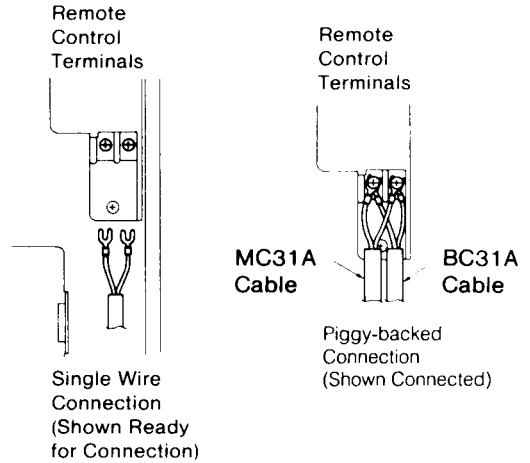 Remote
Control
Terminals
Single Wire
Connection
(Shown Ready
for Connection)
Remote
Control
Terminals
MC31A
Cable
BC31A
Cable
Piggy-backed
Connection
(Shown Connected)